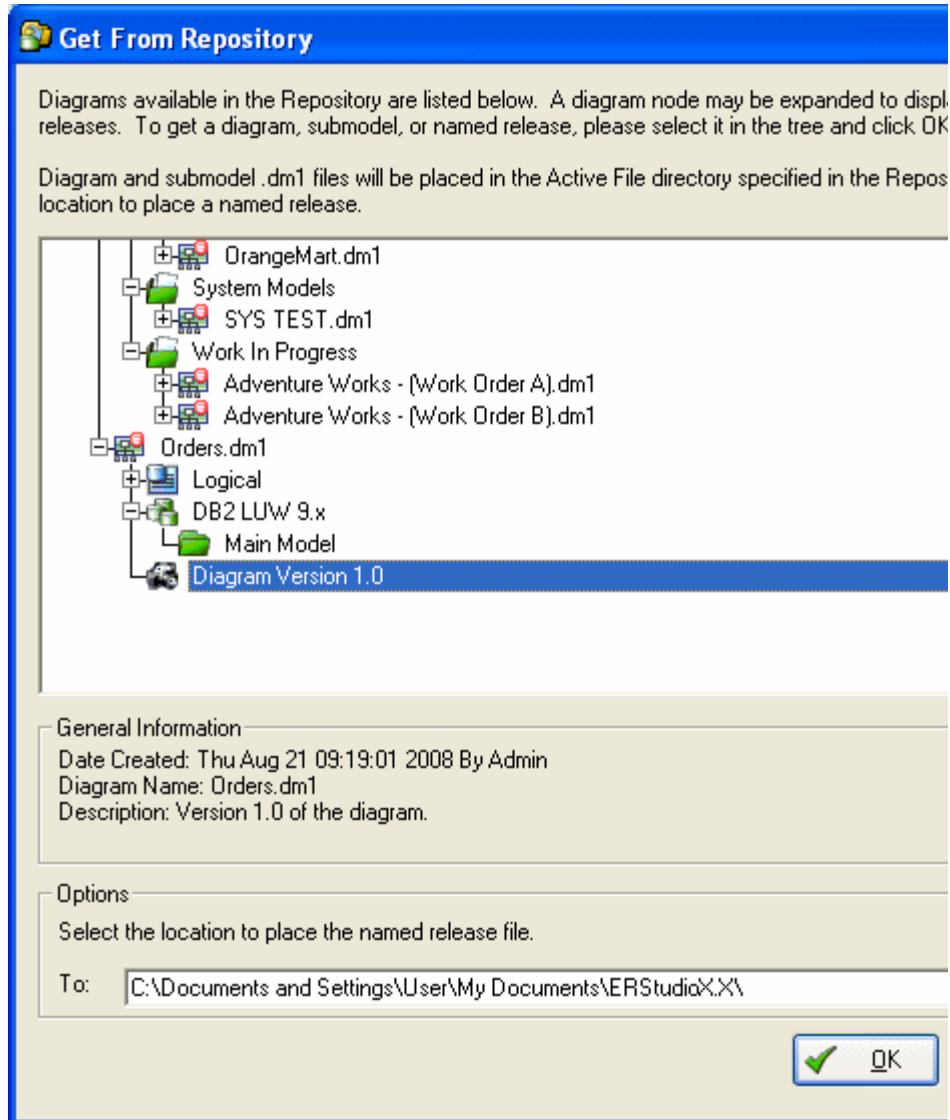 Get From Repository
Diagrams available in the Repository are listed below. A diagram node may be expanded to
releases. To get a diagram, submodel, or named release, please select it in the tree and click OK
Diagram and submodel .dm1 files will be placed in the Active File directory specified in the
location to place a named release.
OrangeMart.dm1
System Models
SYS TEST.dm1
Work In Progress
Adventure Works - (Work Order A).dm1
Adventure Works - (Work Order B).dm1
Orders.dm1
Logical
DB2 LUW 9.x
Main Model
Diagram Version 1.0
General Information
Date Created: Thu Aug 21 09:19:01 2008 By Admin
Diagram Name: Orders.dm1
Description: Version 1.0 of the diagram.
Options
Select the location to place the named release file.
To: C:\Documents and Settings\User\My Documents\ERStudioX.X\
OK